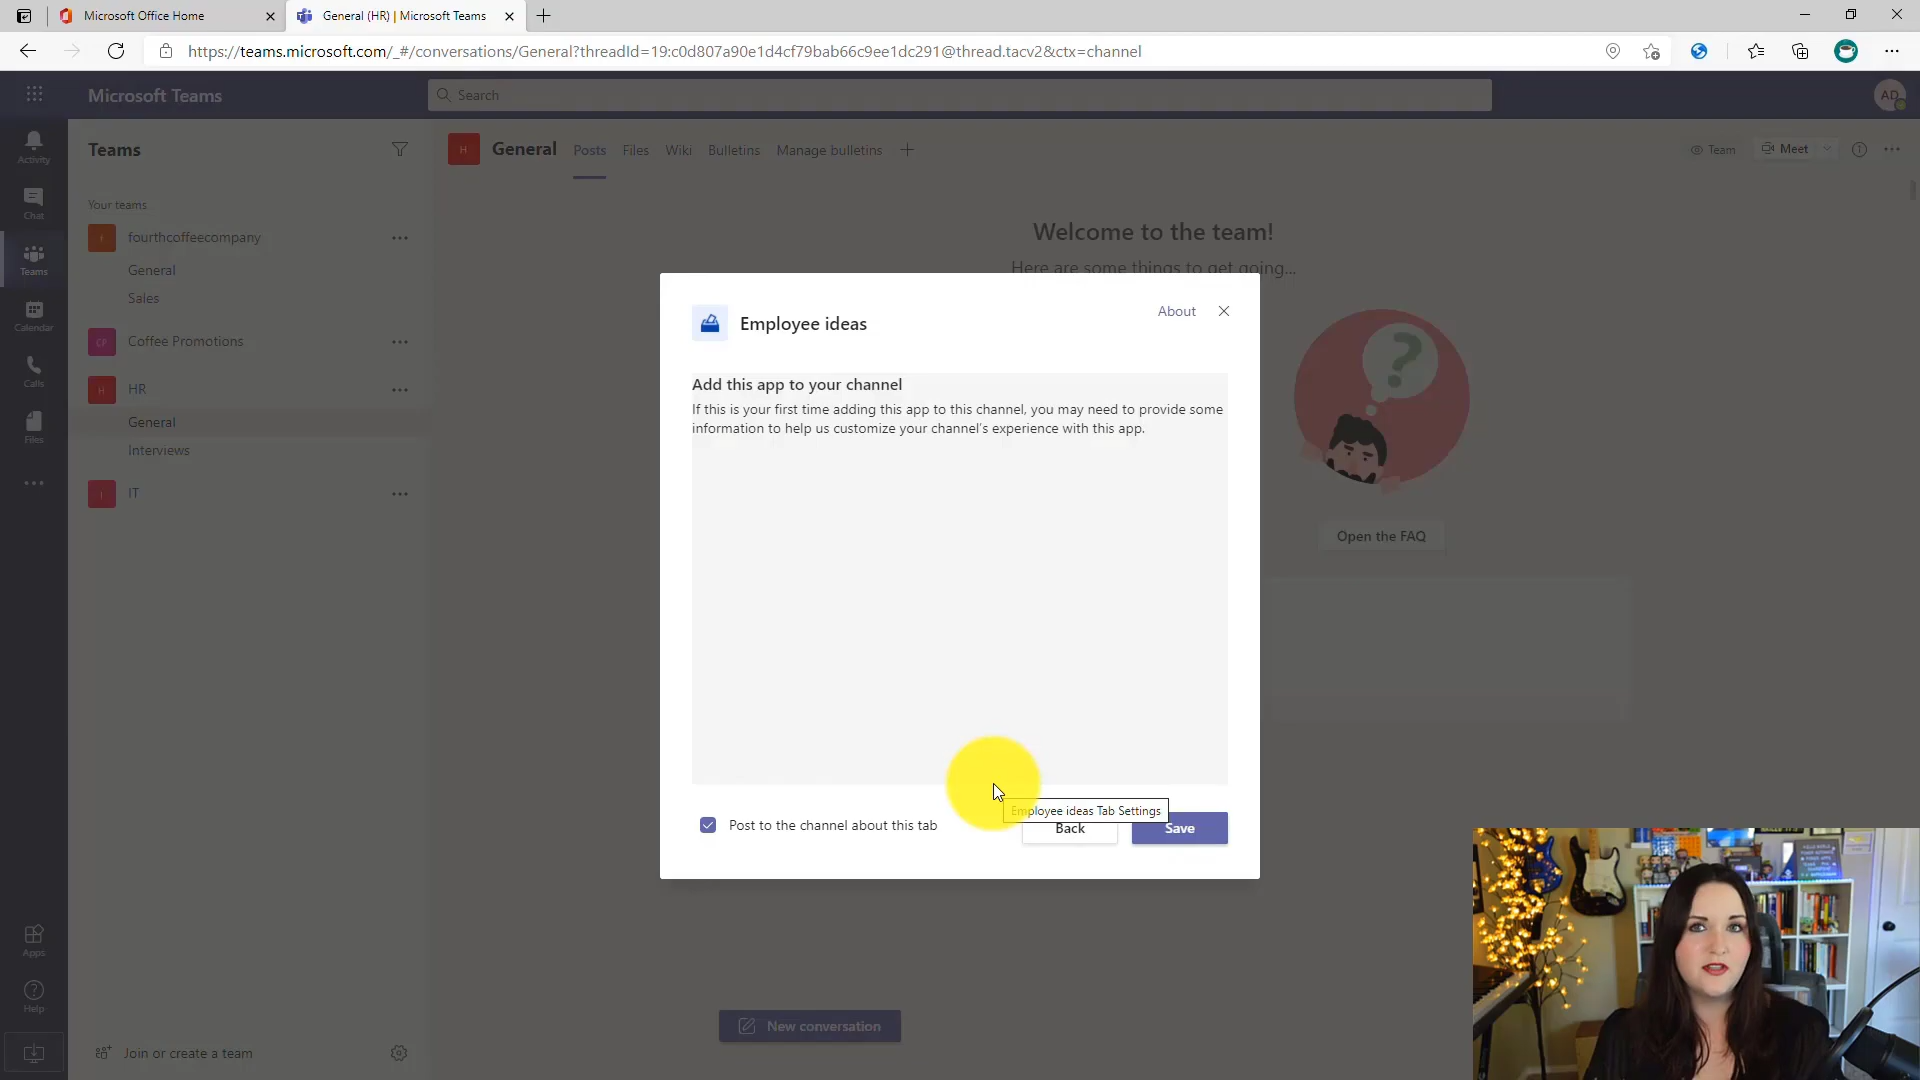 Microsoft Office Home
General (HR) | Microsoft Teams
https://teams.microsoft.com/_#/conversations/General?threadId=19:c0d807a90e1d4cf79bab66c9ee1dc291@thread.tacv2&ctx=channel
Microsoft Teams
Search
AD
Activity
Chat
Teams
Calendar
Calls
Files
Apps
Help
Teams
Your teams
f
fourthcoffeecompany
General
Sales
CP
Coffee Promotions
H
HR
General
Interviews
I
IT
Join or create a team
H
General
Posts
Files
Wiki
Bulletins
Manage bulletins
Team
Meet
Welcome to the team!
Here are some things to get going...
Open the FAQ
New conversation
Employee ideas
About
Add this app to your channel
If this is your first time adding this app to this channel, you may need to provide some
information to help us customize your channel's experience with this app.
Post to the channel about this tab
Employee ideas Tab Settings
Back
Save